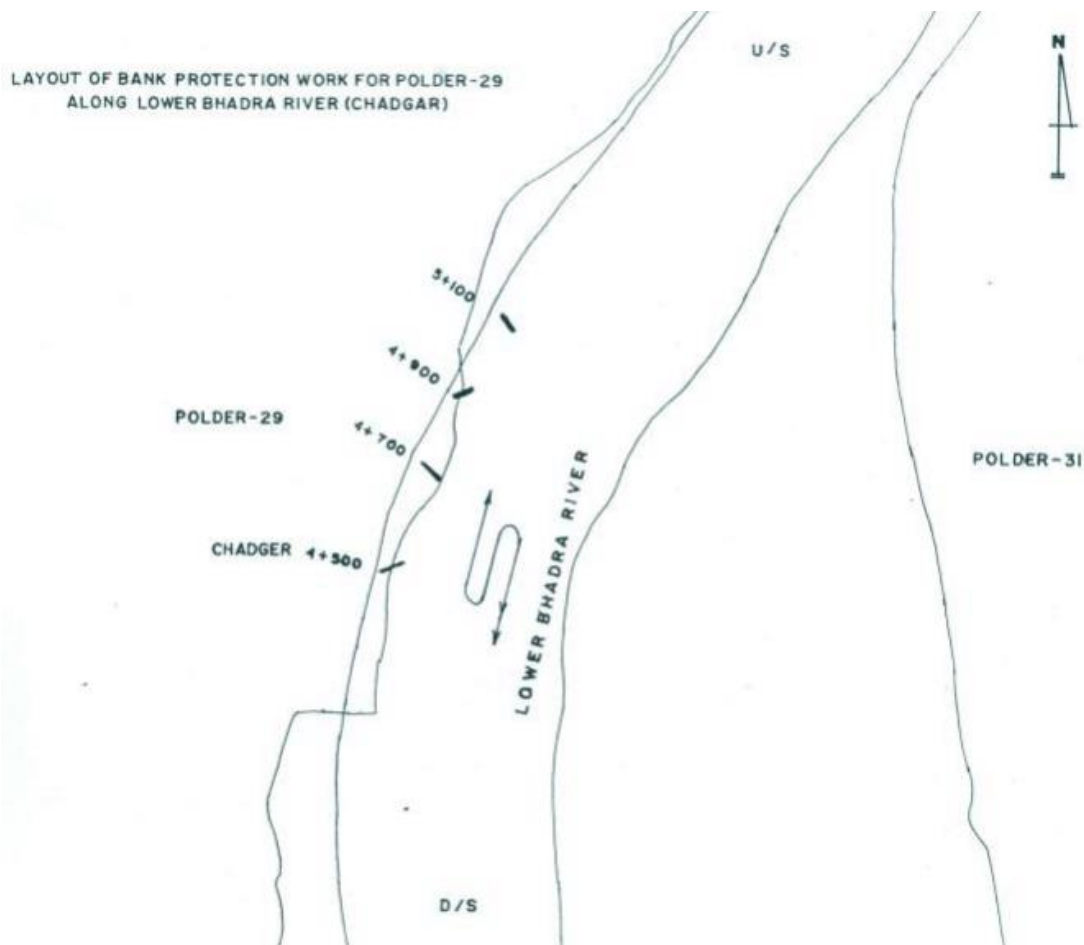 U/S
N
LAYOUT OF BANK PROTECTION WORK FOR POLDER-29
ALONG LOWER BHADRA RIVER (CHADGAR)
5+100
4+900
POLDER-29
4+700
POLDER-31
CHADGER 4+500
LOWER BHADRA RIVER
D/S